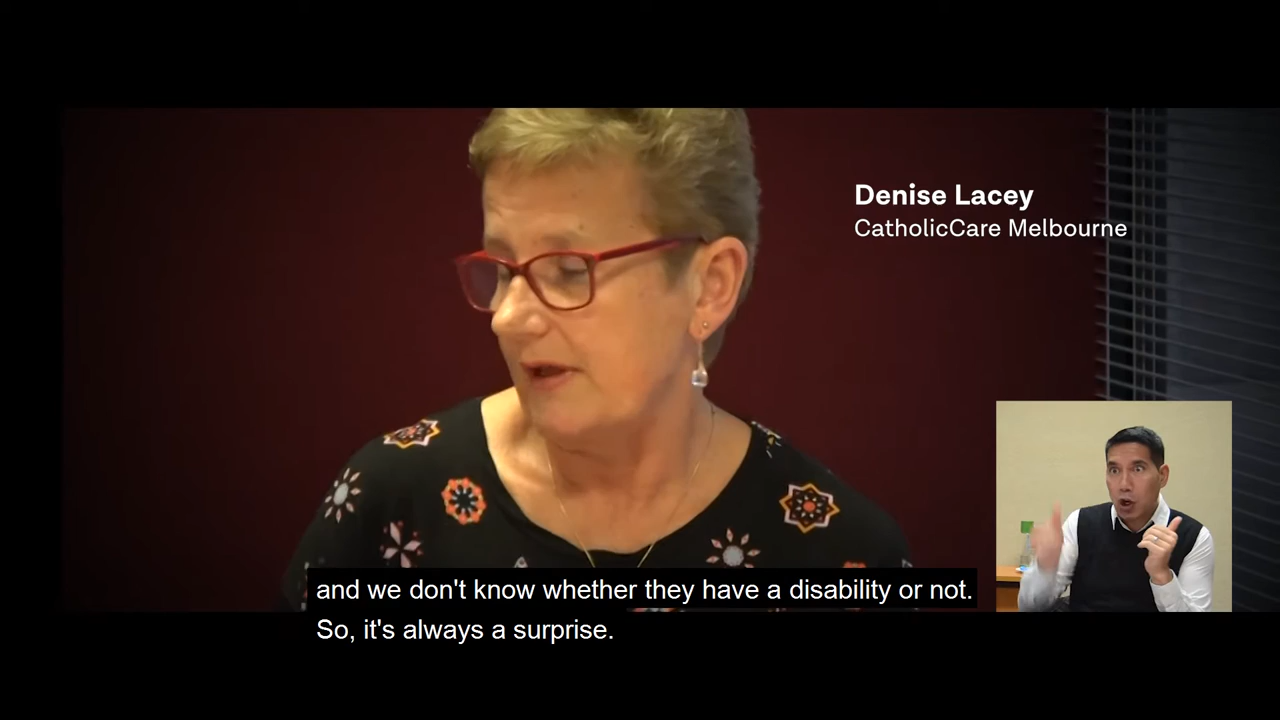 Denise Lacey
CatholicCare Melbourne
and we don't know whether they have a disability or not.
So, it's always a surprise.